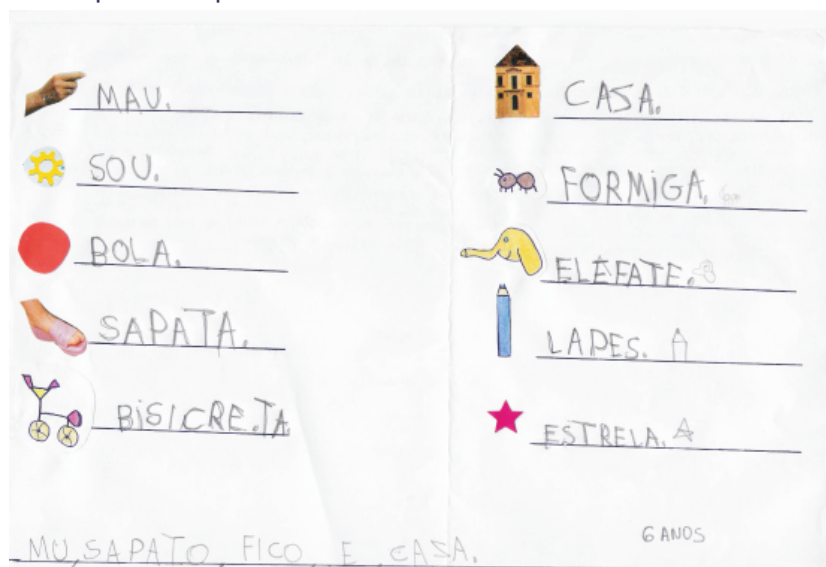 MAU.
SOU.
BOLA.
SAPATA.
BISICRE.TA
CASA.
FORMIGA.
ELÉFATE.
LAPES.
ESTRELA.
6 ANOS
MU, SAPATO, FICO, E, CASA.